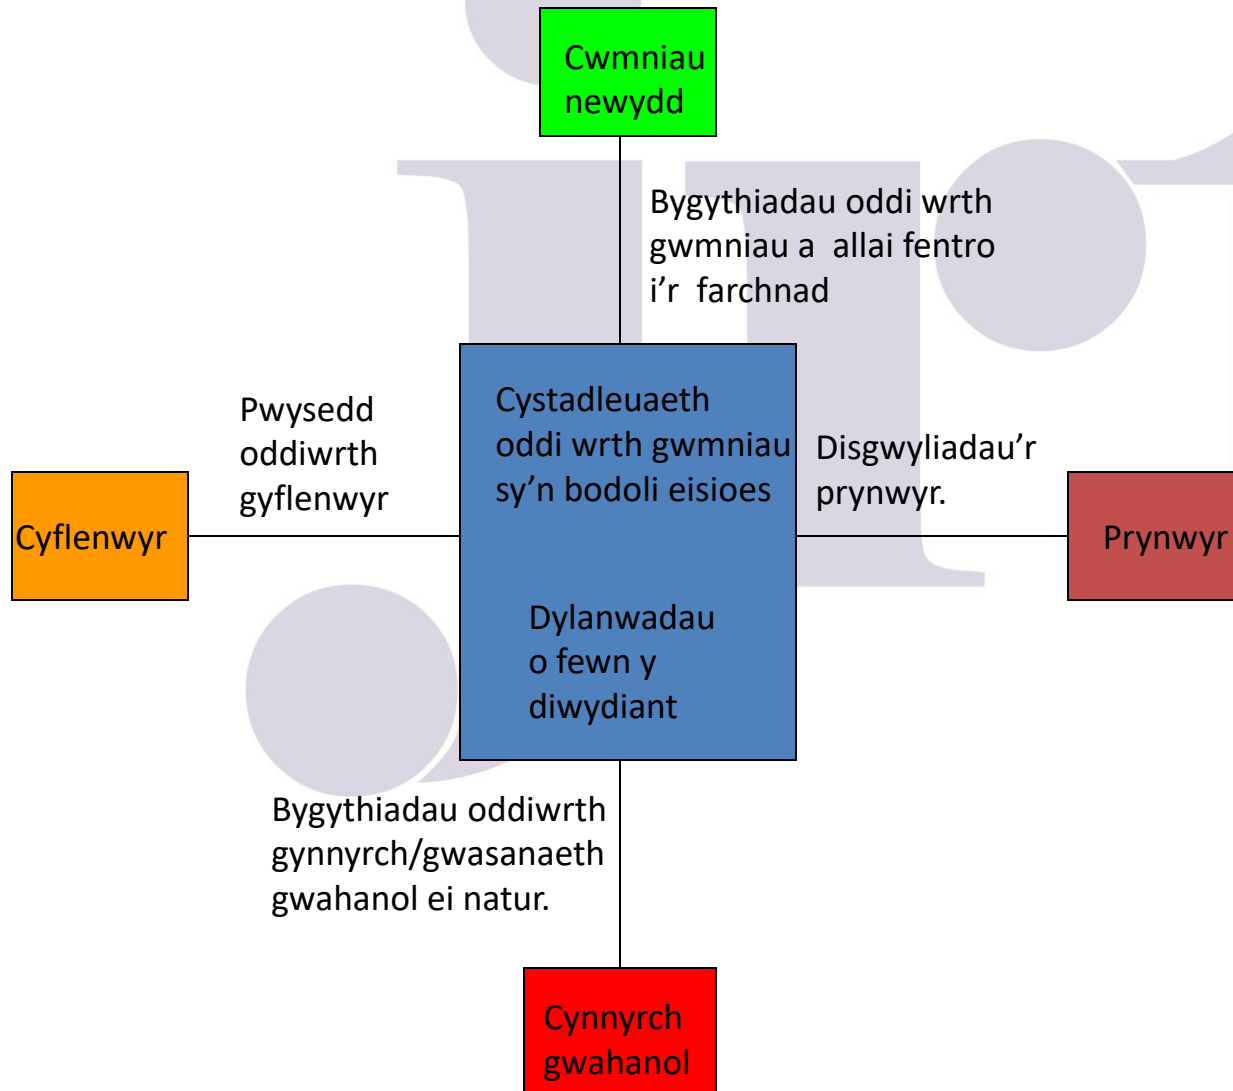 Cwmniau
newydd
Bygythiadau oddi wrth
gwmniau a allai fentro
i’r farchnad
Pwysedd
oddiwrth
gyflenwyr
Cystadleuaeth
oddi wrth gwmniau
sy’n bodoli eisioes
Disgwyliadau’r
prynwyr.
Cyflenwyr
Prynwyr
Dylanwadau
o fewn y
diwydiant
Bygythiadau oddiwrth
gynnyrch/gwasanaeth
gwahanol ei natur.
Cynnyrch
gwahanol